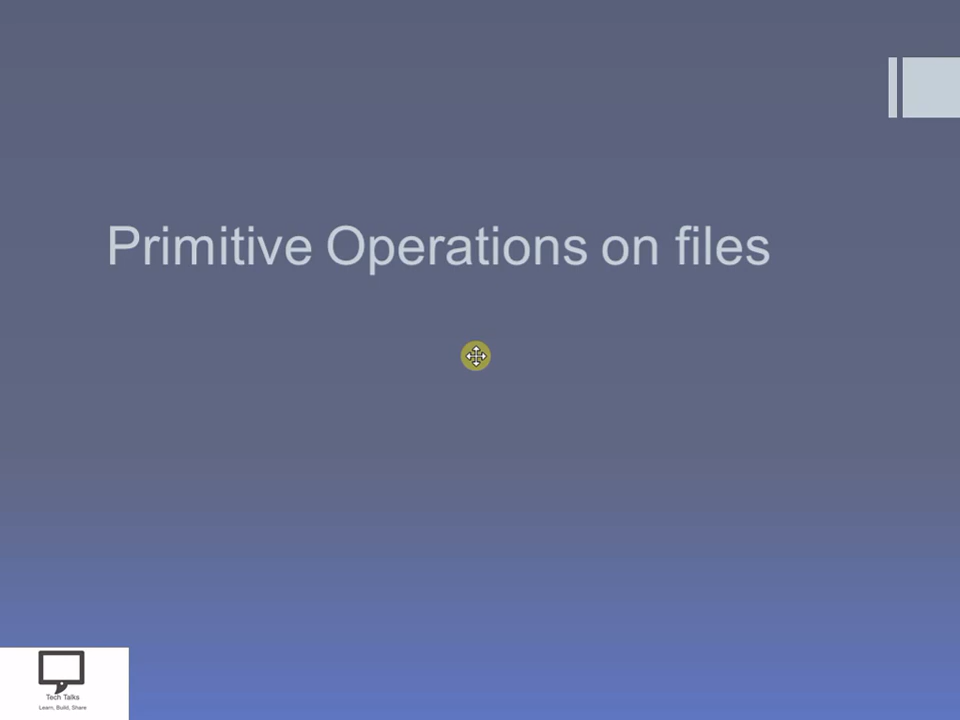 Primitive Operations on files
Tech Talks
Learn, Build, Share